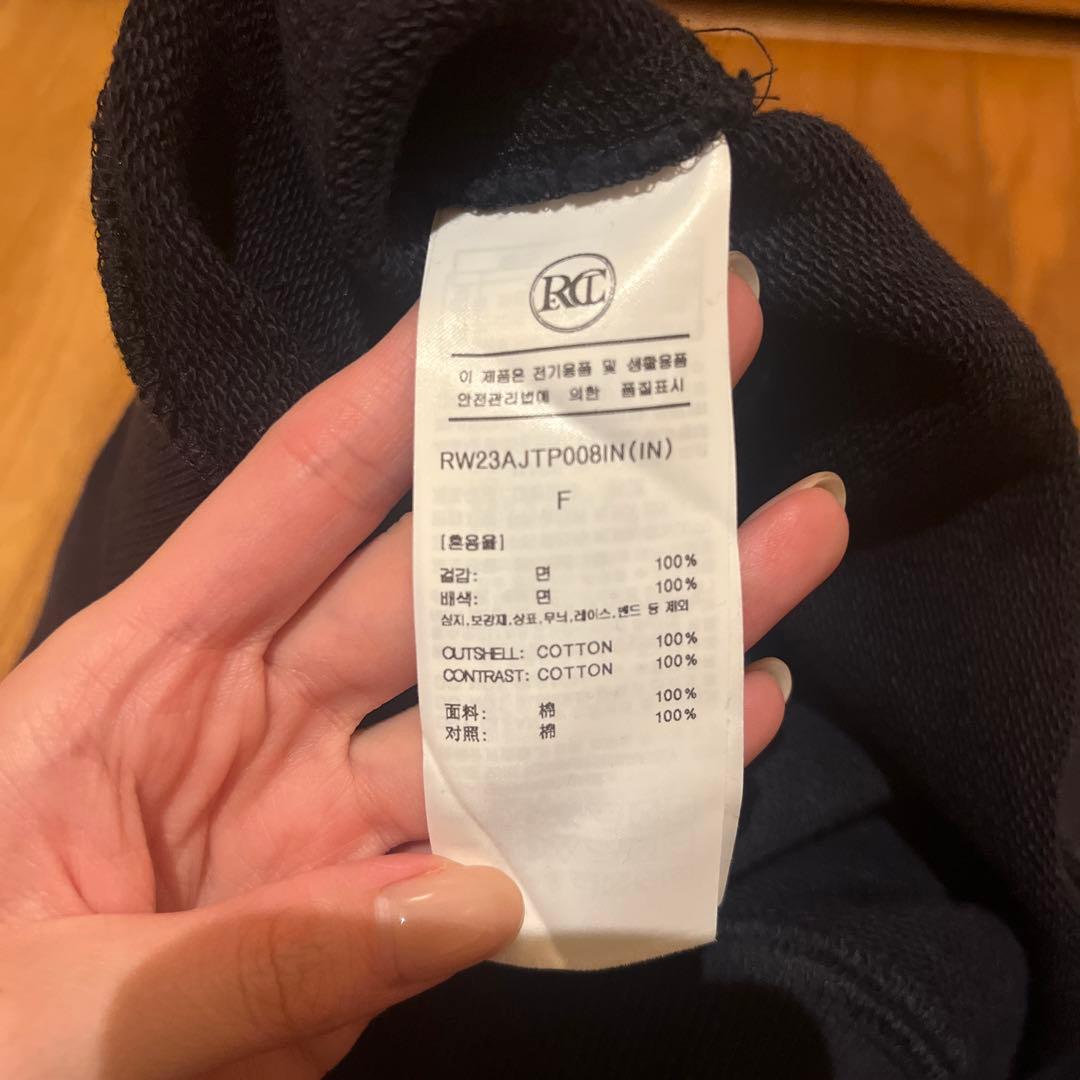 RCT
이 제품은 전기용품 및 생활용품
안전관리법에 의한 품질표시
RW23AJTP008IN(IN)
F
[혼용율]
겉감: 면 100%
배색: 면 100%
심지,보강재,상표,무늬,레이스,밴드 등 제외
OUTSHELL: COTTON 100%
CONTRAST: COTTON 100%
面料: 棉 100%
对照: 棉 100%